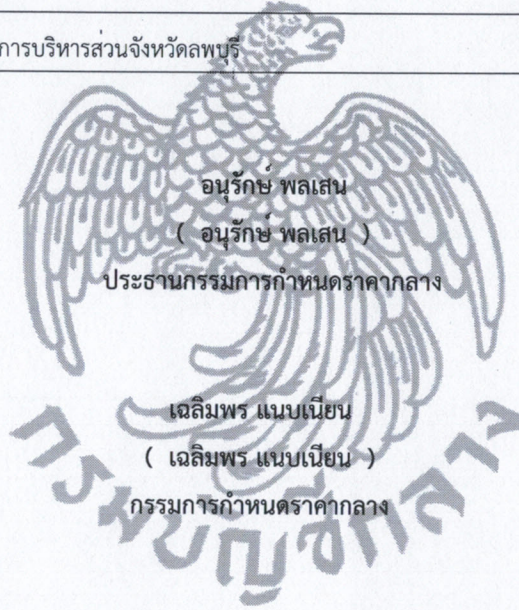 การบริหารส่วนจังหวัดลพบุรี
อนุรักษ์ พลเสน
( อนุรักษ์ พลเสน )
ประธานกรรมการกำหนดราคากลาง
เฉลิมพร แนบเนียน
( เฉลิมพร แนบเนียน )
กรรมการกำหนดราคากลาง
กรมบัญชีกลาง